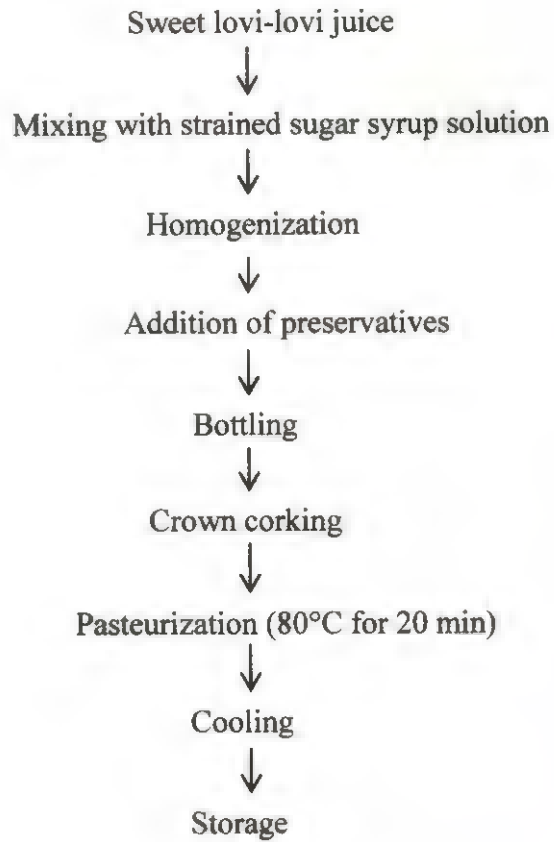 Sweet lovi-lovi juice
Mixing with strained sugar syrup solution
Homogenization
Addition of preservatives
Bottling
Crown corking
Pasteurization (80°C for 20 min)
Cooling
Storage